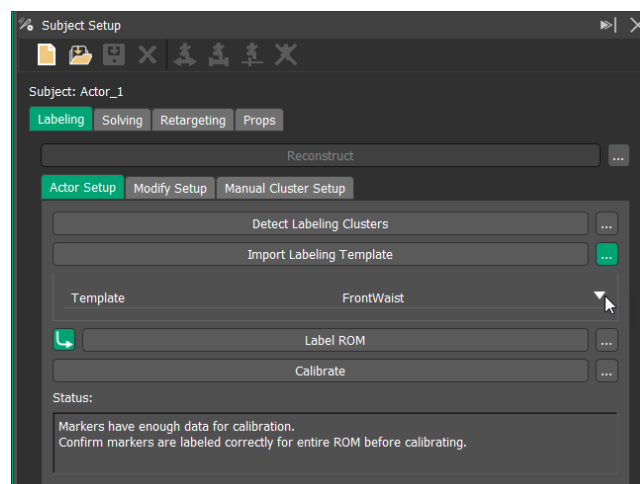 Subject Setup
Subject: Actor_1
Labeling Solving Retargeting Props
Reconstruct ...
Actor Setup Modify Setup Manual Cluster Setup
Detect Labeling Clusters ...
Import Labeling Template ...
Template FrontWaist
Label ROM ...
Calibrate ...
Status:
Markers have enough data for calibration.
Confirm markers are labeled correctly for entire ROM before calibrating.